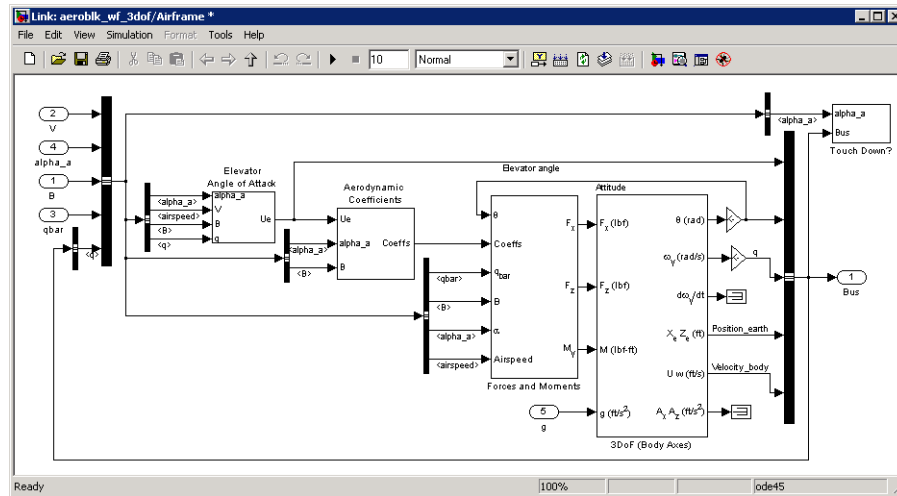 Link: aeroblk_wf_3dof/Airframe *
File Edit View Simulation Format Tools Help
10 Normal
2
V
4
alpha_a
1
B
3
qbar
<q>
Elevator
Angle of Attack
<alpha_a> alpha_a
<airspeed> V
<B> B
<q> q
Ue
Aerodynamic
Coefficients
Ue
<alpha_a> alpha_a
<B> B
Coeffs
Elevator angle
<qbar>
<B>
<alpha_a>
<airspeed>
θ
Coeffs
qbar
B
α
Airspeed
Fx
Fz
My
Forces and Moments
5
g
Attitude
Fx (lbf)
Fz (lbf)
M (lbf-ft)
g (ft/s²)
θ (rad)
ωy (rad/s)
dωy/dt
Xe Ze (ft)
U w (ft/s)
Ax Az (ft/s²)
3DoF (Body Axes)
q
Position_earth
Velocity_body
<alpha_a>
alpha_a
Bus
Touch Down?
1
Bus
Ready 100% ode45